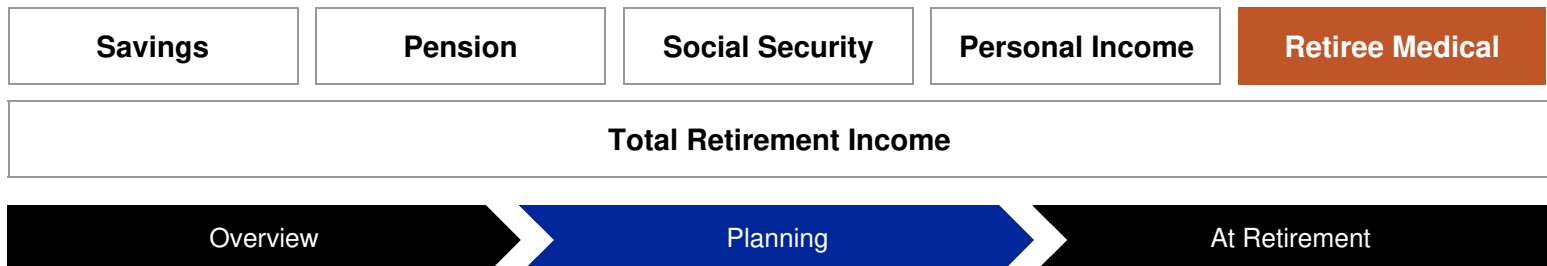 Savings Pension Social Security Personal Income Retiree Medical
Total Retirement Income
Overview Planning At Retirement